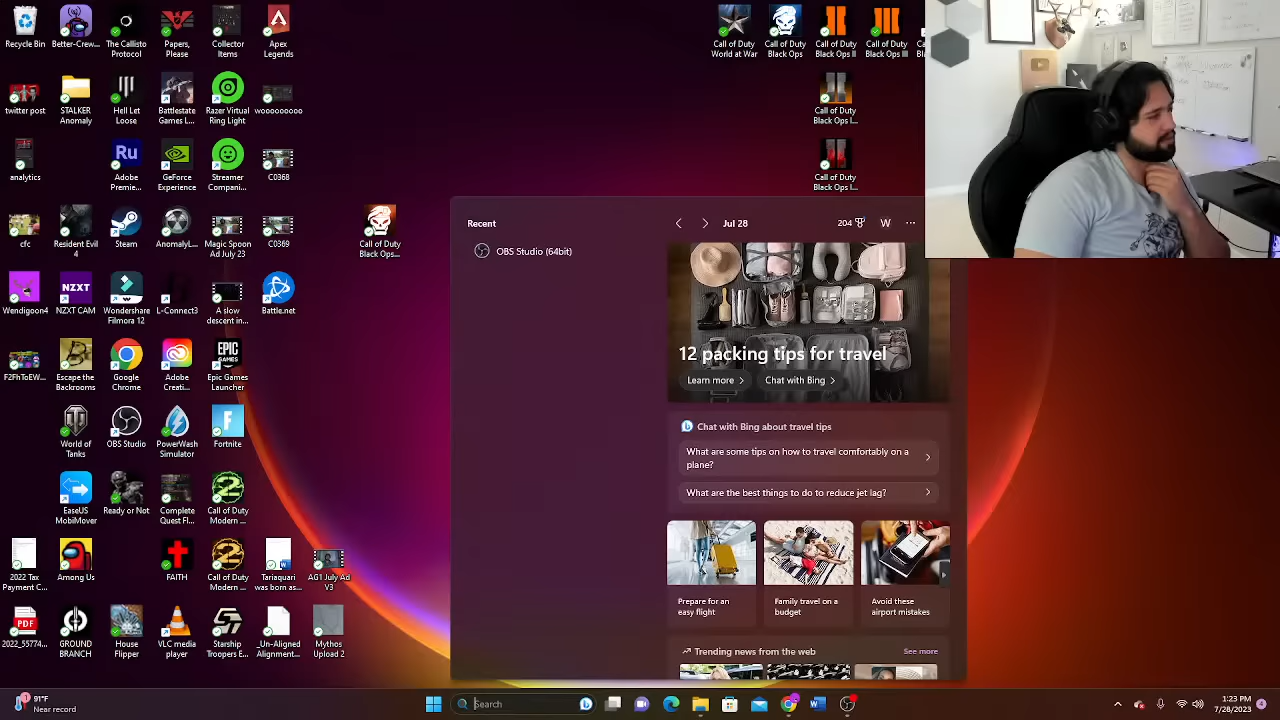 Recycle Bin
Better-Crew...
The Callisto
Protocol
Papers,
Please
Collector
Items
Apex
Legends
Call of Duty
World at War
Call of Duty
Black Ops
Call of Duty
Black Ops II
Call of Duty
Black Ops III
twitter post
STALKER
Anomaly
Hell Let
Loose
Battlestate
Games L...
Razer Virtual
Ring Light
wooooooooo
Call of Duty
Black Ops I...
analytics
Ru
Adobe
Premie...
GeForce
Experience
Streamer
Compani...
C0368
Call of Duty
Black Ops I...
cfc
Resident Evil
4
Steam
AnomalyL...
Magic Spoon
Ad July 23
C0369
Call of Duty
Black Ops...
Recent
Jul 28
204
W
OBS Studio (64bit)
Wendigoon4
NZXT
NZXT CAM
Wondershare
Filmora 12
L-Connect3
A slow
descent in...
Battle.net
12 packing tips for travel
Learn more
Chat with Bing
F2FhToEW...
Escape the
Backrooms
Google
Chrome
Adobe
Creati...
EPIC
GAMES
Epic Games
Launcher
Chat with Bing about travel tips
What are some tips on how to travel comfortably on a
plane?
What are the best things to do to reduce jet lag?
World of
Tanks
OBS Studio
PowerWash
Simulator
Fortnite
EaseUS
MobiMover
Ready or Not
Complete
Quest Fi...
Call of Duty
Modern ...
2022 Tax
Payment C...
Among Us
FAITH
Call of Duty
Modern ...
Tariaquari
was born as...
AG1 July Ad
V3
Prepare for an
easy flight
Family travel on a
budget
Avoid these
airport mistakes
PDF
2022_55774...
GROUND
BRANCH
House
Flipper
VLC media
player
Starship
Troopers E...
_Un-Aligned
Alignment...
Mythos
Upload 2
Trending news from the web
See more
91°F
Near record
Search
1:23 PM
7/28/2023